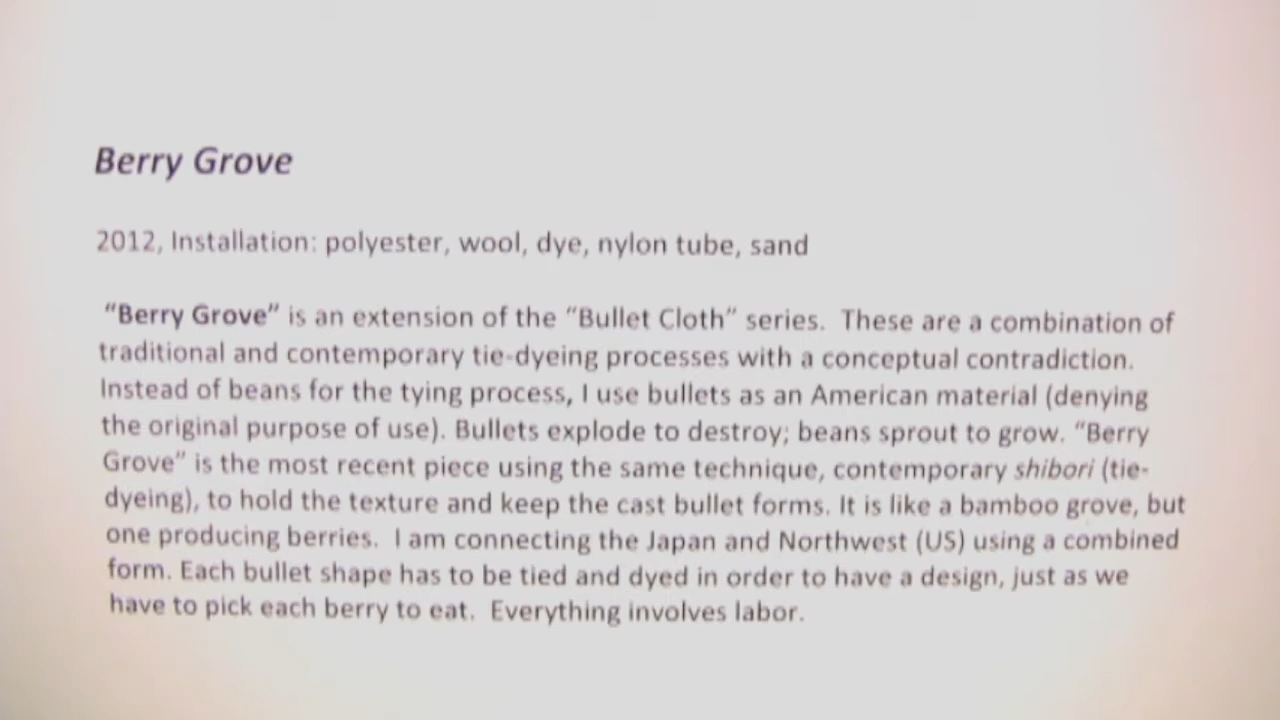 Berry Grove
2012, Installation: polyester, wool, dye, nylon tube, sand
“Berry Grove” is an extension of the “Bullet Cloth” series.  These are a combination of
traditional and contemporary tie-dyeing processes with a conceptual contradiction.
Instead of beans for the tying process, I use bullets as an American material (denying
the original purpose of use). Bullets explode to destroy; beans sprout to grow. “Berry
Grove” is the most recent piece using the same technique, contemporary shibori (tie-
dyeing), to hold the texture and keep the cast bullet forms. It is like a bamboo grove, but
one producing berries.  I am connecting the Japan and Northwest (US) using a combined
form. Each bullet shape has to be tied and dyed in order to have a design, just as we
have to pick each berry to eat.  Everything involves labor.